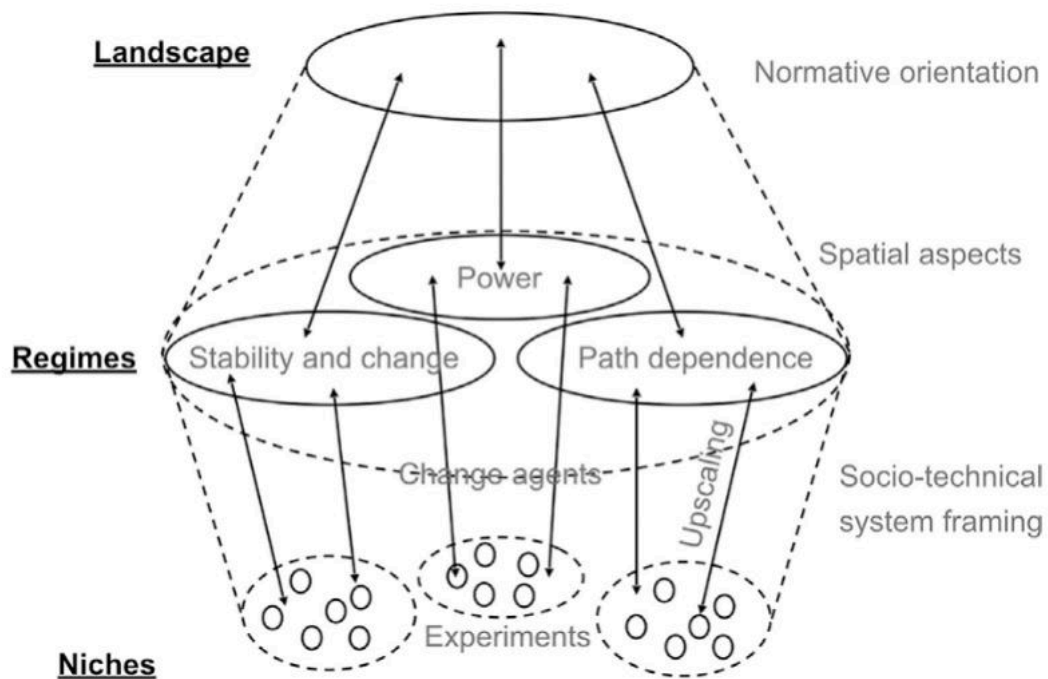 Landscape
Normative orientation
Spatial aspects
Power
Regimes
Stability and change
Path dependence
Change agents
Upscaling
Socio-technical
system framing
Experiments
Niches